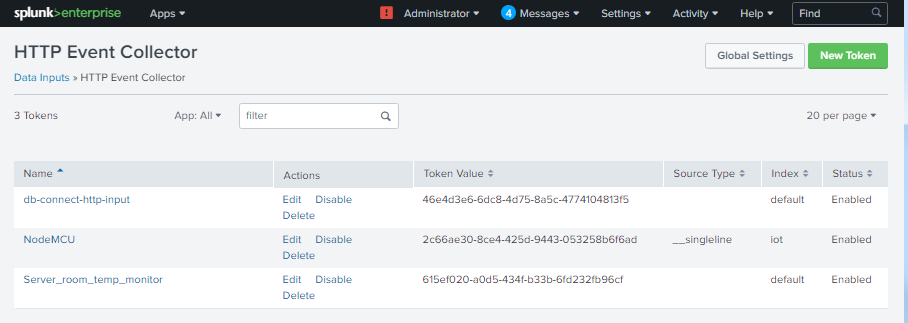 splunk>enterprise Apps ! Administrator 4 Messages Settings Activity Help Find
HTTP Event Collector
Global Settings New Token
Data Inputs » HTTP Event Collector
3 Tokens App: All filter 20 per page
Name Actions Token Value Source Type Index Status
db-connect-http-input Edit Disable 46e4d3e6-6dc8-4d75-8a5c-4774104813f5 default Enabled
Delete
NodeMCU Edit Disable 2c66ae30-8ce4-425d-9443-053258b6f6ad __singleline iot Enabled
Delete
Server_room_temp_monitor Edit Disable 615ef020-a0d5-434f-b33b-6fd232fb96cf default Enabled
Delete